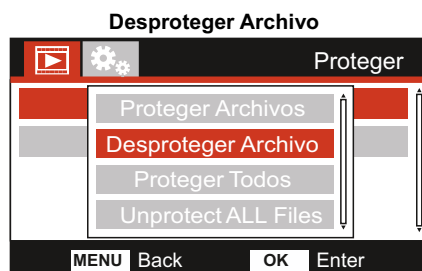 Desproteger Archivo
Proteger
Proteger Archivos
Desproteger Archivo
Proteger Todos
Unprotect ALL Files
MENU Back OK Enter